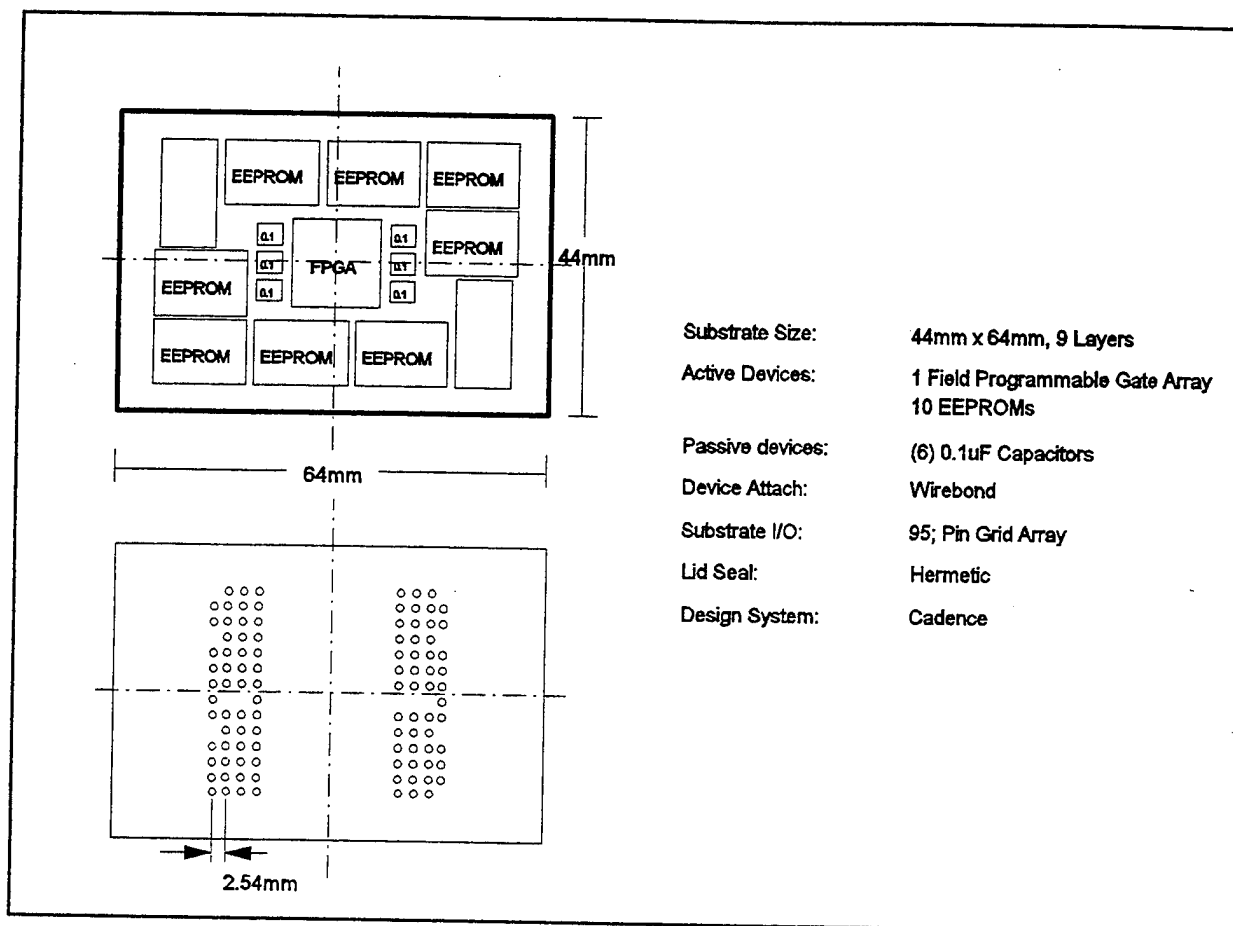 EEPROM EEPROM EEPROM
0.1 0.1 EEPROM
EEPROM 0.1 FPGA 0.1 44mm
0.1 0.1
EEPROM EEPROM EEPROM
64mm
2.54mm
Substrate Size: 44mm x 64mm, 9 Layers
Active Devices: 1 Field Programmable Gate Array
10 EEPROMs
Passive devices: (6) 0.1uF Capacitors
Device Attach: Wirebond
Substrate I/O: 95; Pin Grid Array
Lid Seal: Hermetic
Design System: Cadence